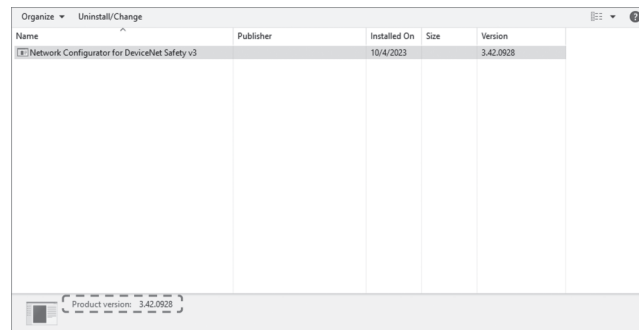 Organize Uninstall/Change
Name Publisher Installed On Size Version
Network Configurator for DeviceNet Safety v3 10/4/2023 3.42.0928
Product version: 3.42.0928